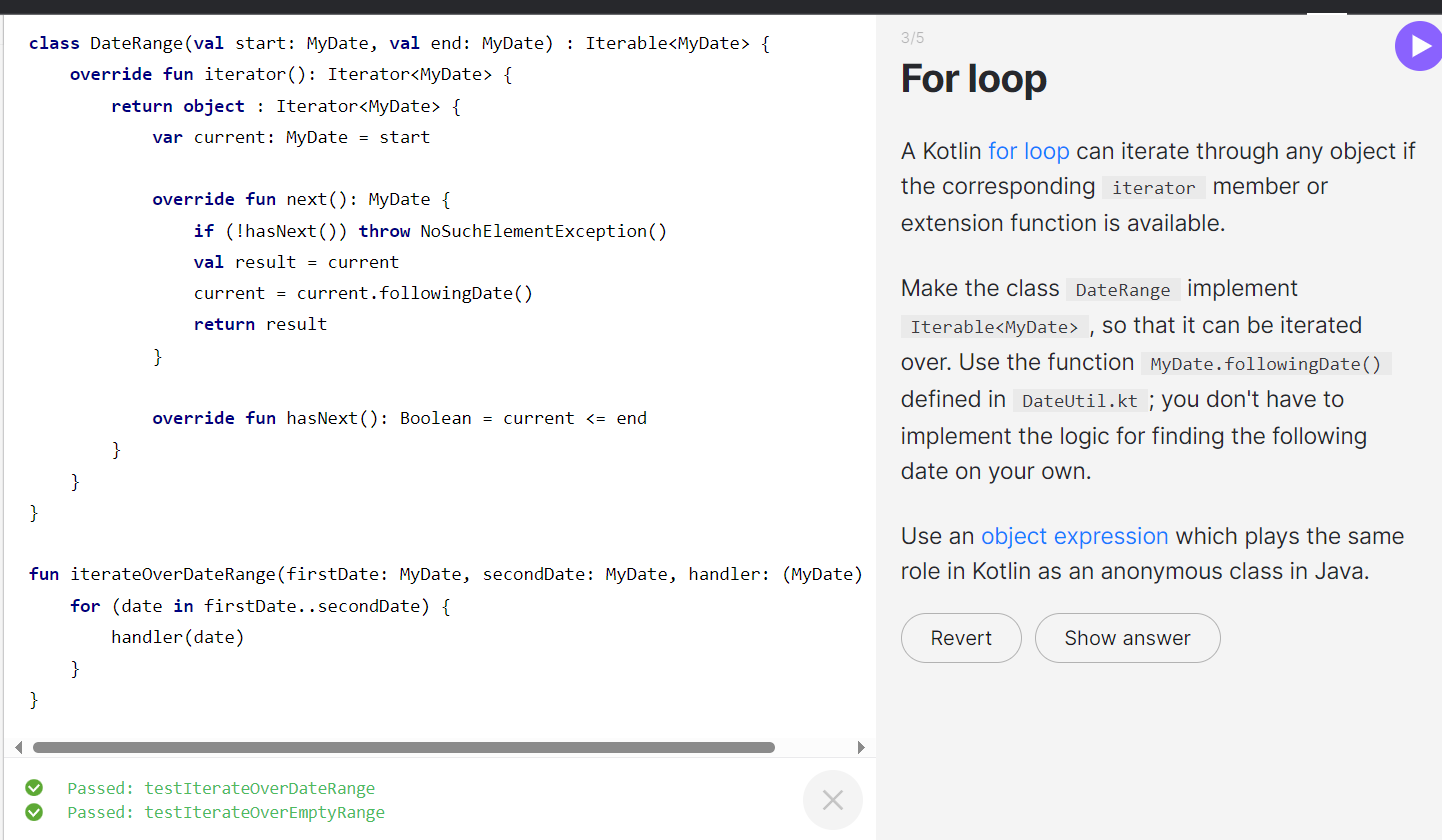 class DateRange(val start: MyDate, val end: MyDate) : Iterable<MyDate> {
    override fun iterator(): Iterator<MyDate> {
        return object : Iterator<MyDate> {
            var current: MyDate = start

            override fun next(): MyDate {
                if (!hasNext()) throw NoSuchElementException()
                val result = current
                current = current.followingDate()
                return result
            }

            override fun hasNext(): Boolean = current <= end
        }
    }
}

fun iterateOverDateRange(firstDate: MyDate, secondDate: MyDate, handler: (MyDate)
    for (date in firstDate..secondDate) {
        handler(date)
    }
}
Passed: testIterateOverDateRange
Passed: testIterateOverEmptyRange
3/5
For loop
A Kotlin for loop can iterate through any object if
the corresponding iterator member or
extension function is available.
Make the class DateRange implement
Iterable<MyDate> , so that it can be iterated
over. Use the function MyDate.followingDate()
defined in DateUtil.kt ; you don't have to
implement the logic for finding the following
date on your own.
Use an object expression which plays the same
role in Kotlin as an anonymous class in Java.
Revert
Show answer